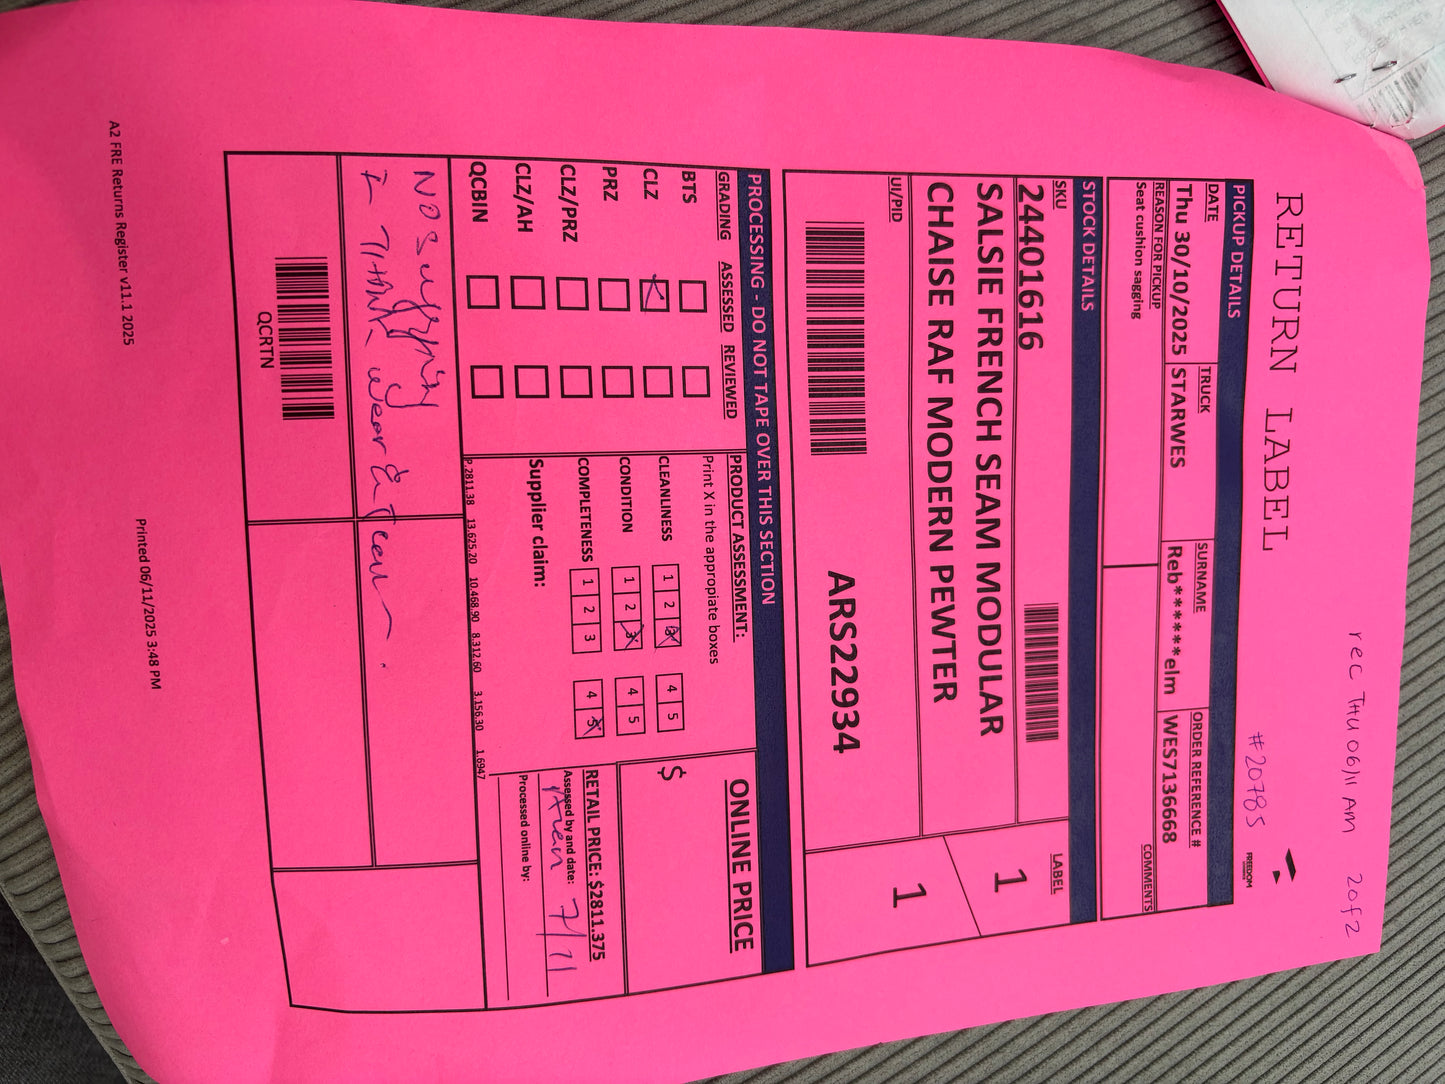 rec THU 06/11 AM 2 of 2
#20785
RETURN LABEL
FREEDOM
PICKUP DETAILS
DATE TRUCK SURNAME ORDER REFERENCE #
Thu 30/10/2025 STARWES Reb******elm WES7136668
REASON FOR PICKUP COMMENTS
Seat cushion sagging
STOCK DETAILS
SKU LABEL
24401616 1
SALSIE FRENCH SEAM MODULAR
CHAISE RAF MODERN PEWTER 1
UI/PID
ARS22934
PROCESSING - DO NOT TAPE OVER THIS SECTION
GRADING ASSESSED REVIEWED
BTS
CLZ
PRZ
CLZ/PRZ
CLZ/AH
QCBIN
PRODUCT ASSESSMENT:
Print X in the appropiate boxes
CLEANLINESS 1 2 3 4 5
CONDITION 1 2 3 4 5
COMPLETENESS 1 2 3 4 5
Supplier claim:
P.2811.38 13,625.20 10,468.90 8,312.60 3,156.30 1.6947
ONLINE PRICE
$
RETAIL PRICE: $2811.375
Assessed by and date:
7/11
Processed online by:
NO
I THINK wear & Tear.
QCRTN
A2 FRE Returns Register v11.1 2025 Printed 06/11/2025 3:48 PM